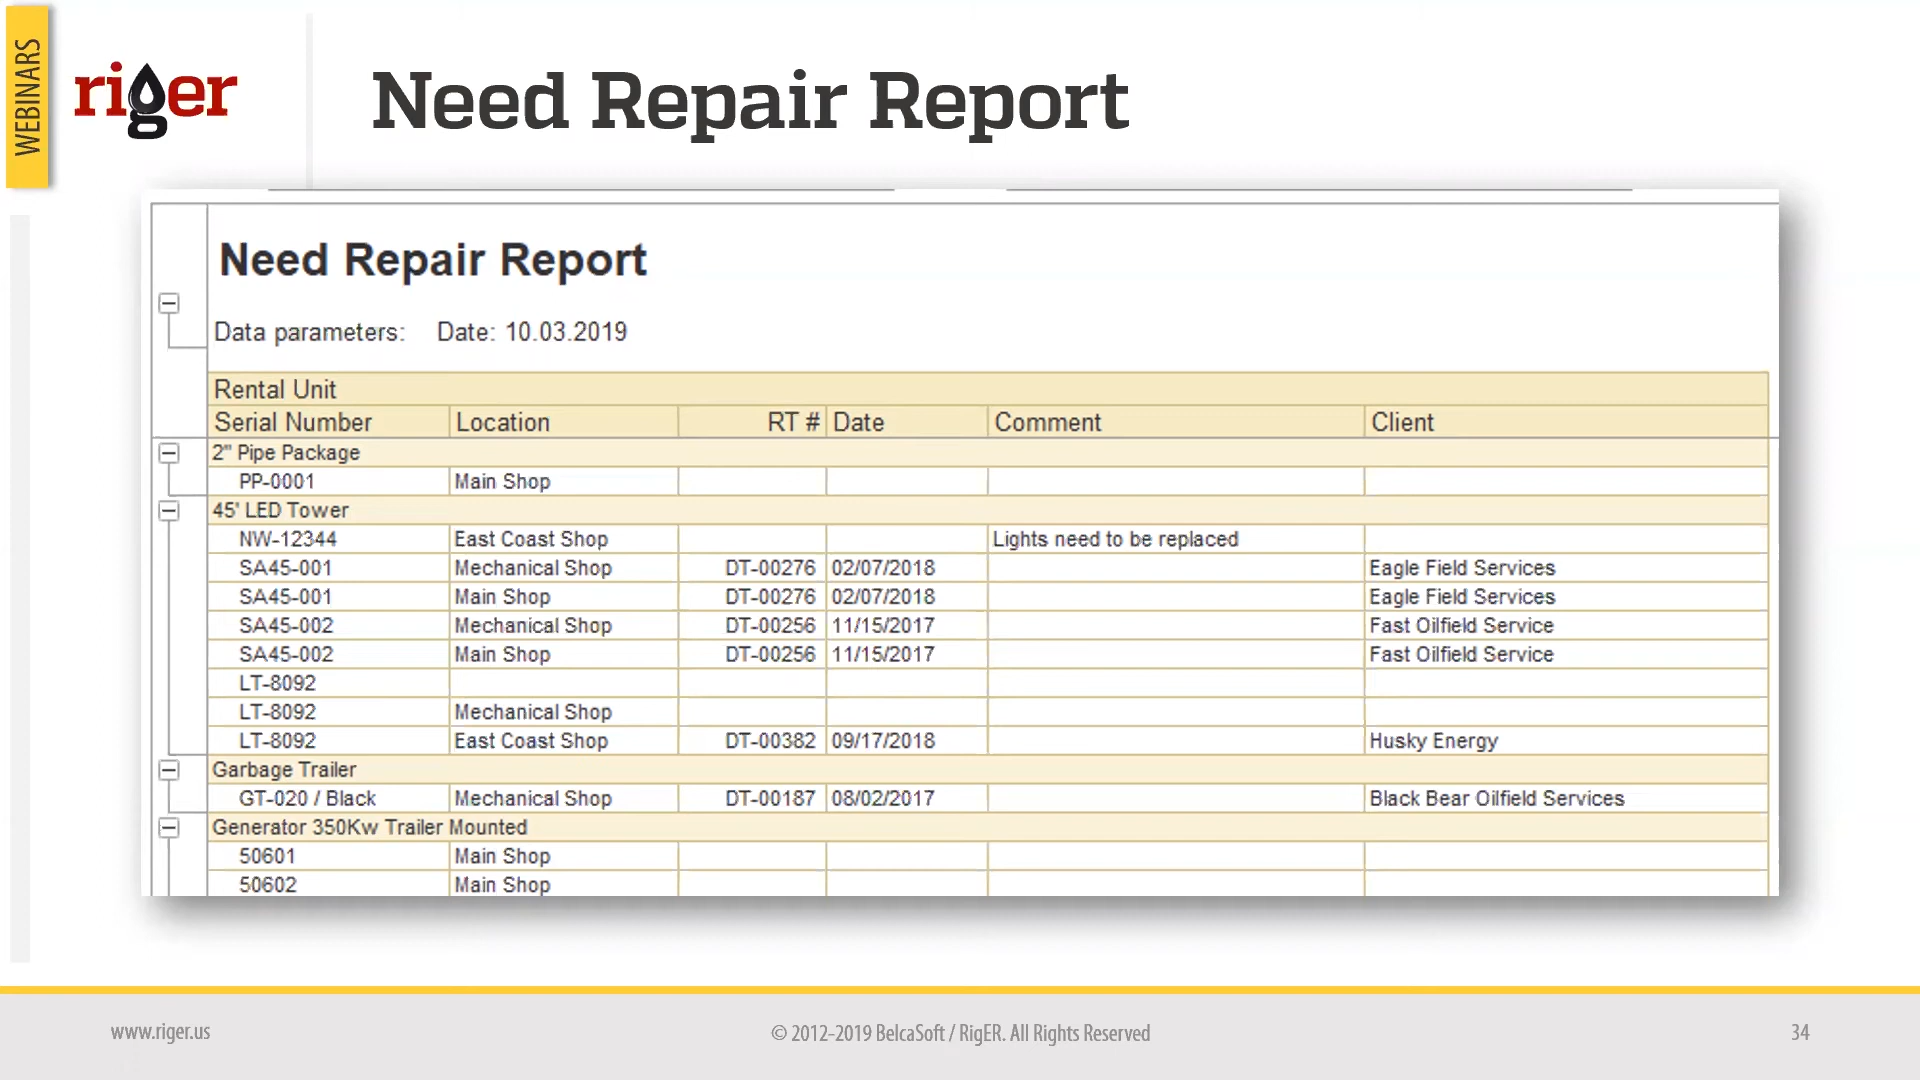 WEBINARS
riger
Need Repair Report
Need Repair Report
Data parameters: Date: 10.03.2019
Rental Unit
Serial Number Location RT # Date Comment Client
2" Pipe Package
PP-0001 Main Shop
45' LED Tower
NW-12344 East Coast Shop Lights need to be replaced
SA45-001 Mechanical Shop DT-00276 02/07/2018 Eagle Field Services
SA45-001 Main Shop DT-00276 02/07/2018 Eagle Field Services
SA45-002 Mechanical Shop DT-00256 11/15/2017 Fast Oilfield Service
SA45-002 Main Shop DT-00256 11/15/2017 Fast Oilfield Service
LT-8092
LT-8092 Mechanical Shop
LT-8092 East Coast Shop DT-00382 09/17/2018 Husky Energy
Garbage Trailer
GT-020 / Black Mechanical Shop DT-00187 08/02/2017 Black Bear Oilfield Services
Generator 350Kw Trailer Mounted
50601 Main Shop
50602 Main Shop
www.riger.us © 2012-2019 BelcaSoft / RigER. All Rights Reserved 34